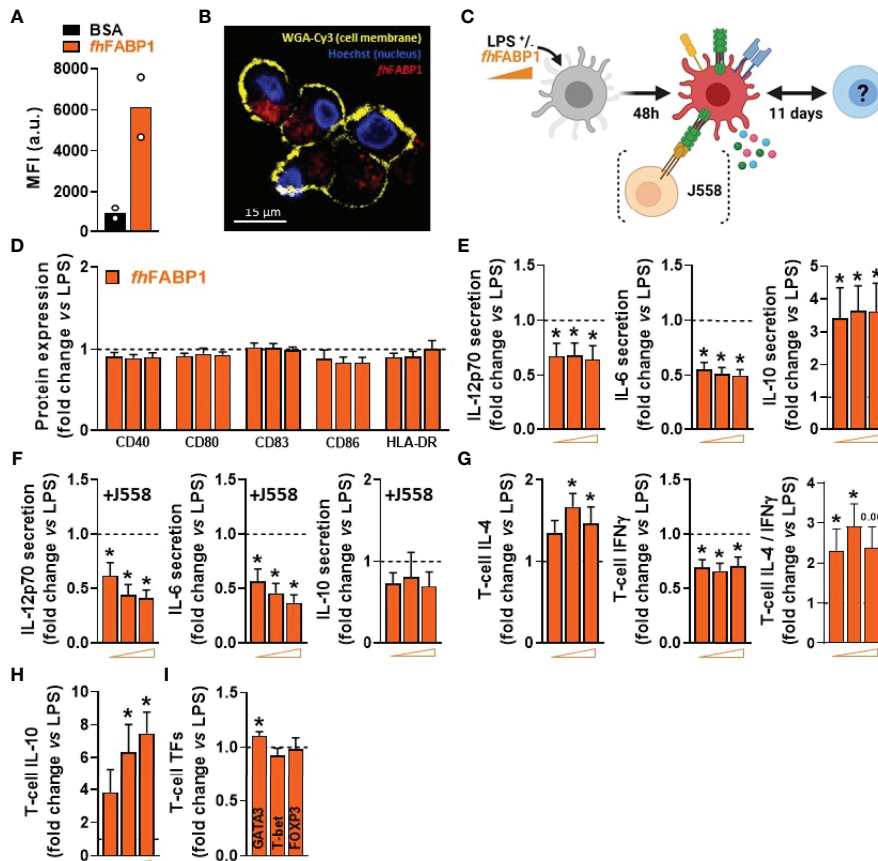 A
BSA
fhFABP1
MFI (a.u.)
8000
6000
4000
2000
0
B
WGA-Cy3 (cell membrane)
Hoechst (nucleus)
fhFABP1
15 µm
C
LPS +/-
fhFABP1
48h
11 days
?
J558
D
fhFABP1
Protein expression
(fold change vs LPS)
2
1
0
CD40
CD80
CD83
CD86
HLA-DR
E
IL-12p70 secretion
(fold change vs LPS)
1.5
1.0
0.5
0.0
* * *
IL-6 secretion
(fold change vs LPS)
1.5
1.0
0.5
0.0
* * *
IL-10 secretion
(fold change vs LPS)
5
4
3
2
1
0
* * *
F
IL-12p70 secretion
(fold change vs LPS)
1.5
1.0
0.5
0.0
+J558
* * *
IL-6 secretion
(fold change vs LPS)
1.5
1.0
0.5
0.0
+J558
* * *
IL-10 secretion
(fold change vs LPS)
2
1
0
+J558
G
T-cell IL-4
(fold change vs LPS)
2
1
0
* *
T-cell IFNγ
(fold change vs LPS)
1.5
1.0
0.5
0.0
* * *
T-cell IL-4 / IFNγ
(fold change vs LPS)
4
3
2
1
0
* *
H
T-cell IL-10
(fold change vs LPS)
10
8
6
4
2
0
* *
I
T-cell TFs
(fold change vs LPS)
1.5
1.0
0.5
0.0
*
GATA3
T-bet
FOXP3